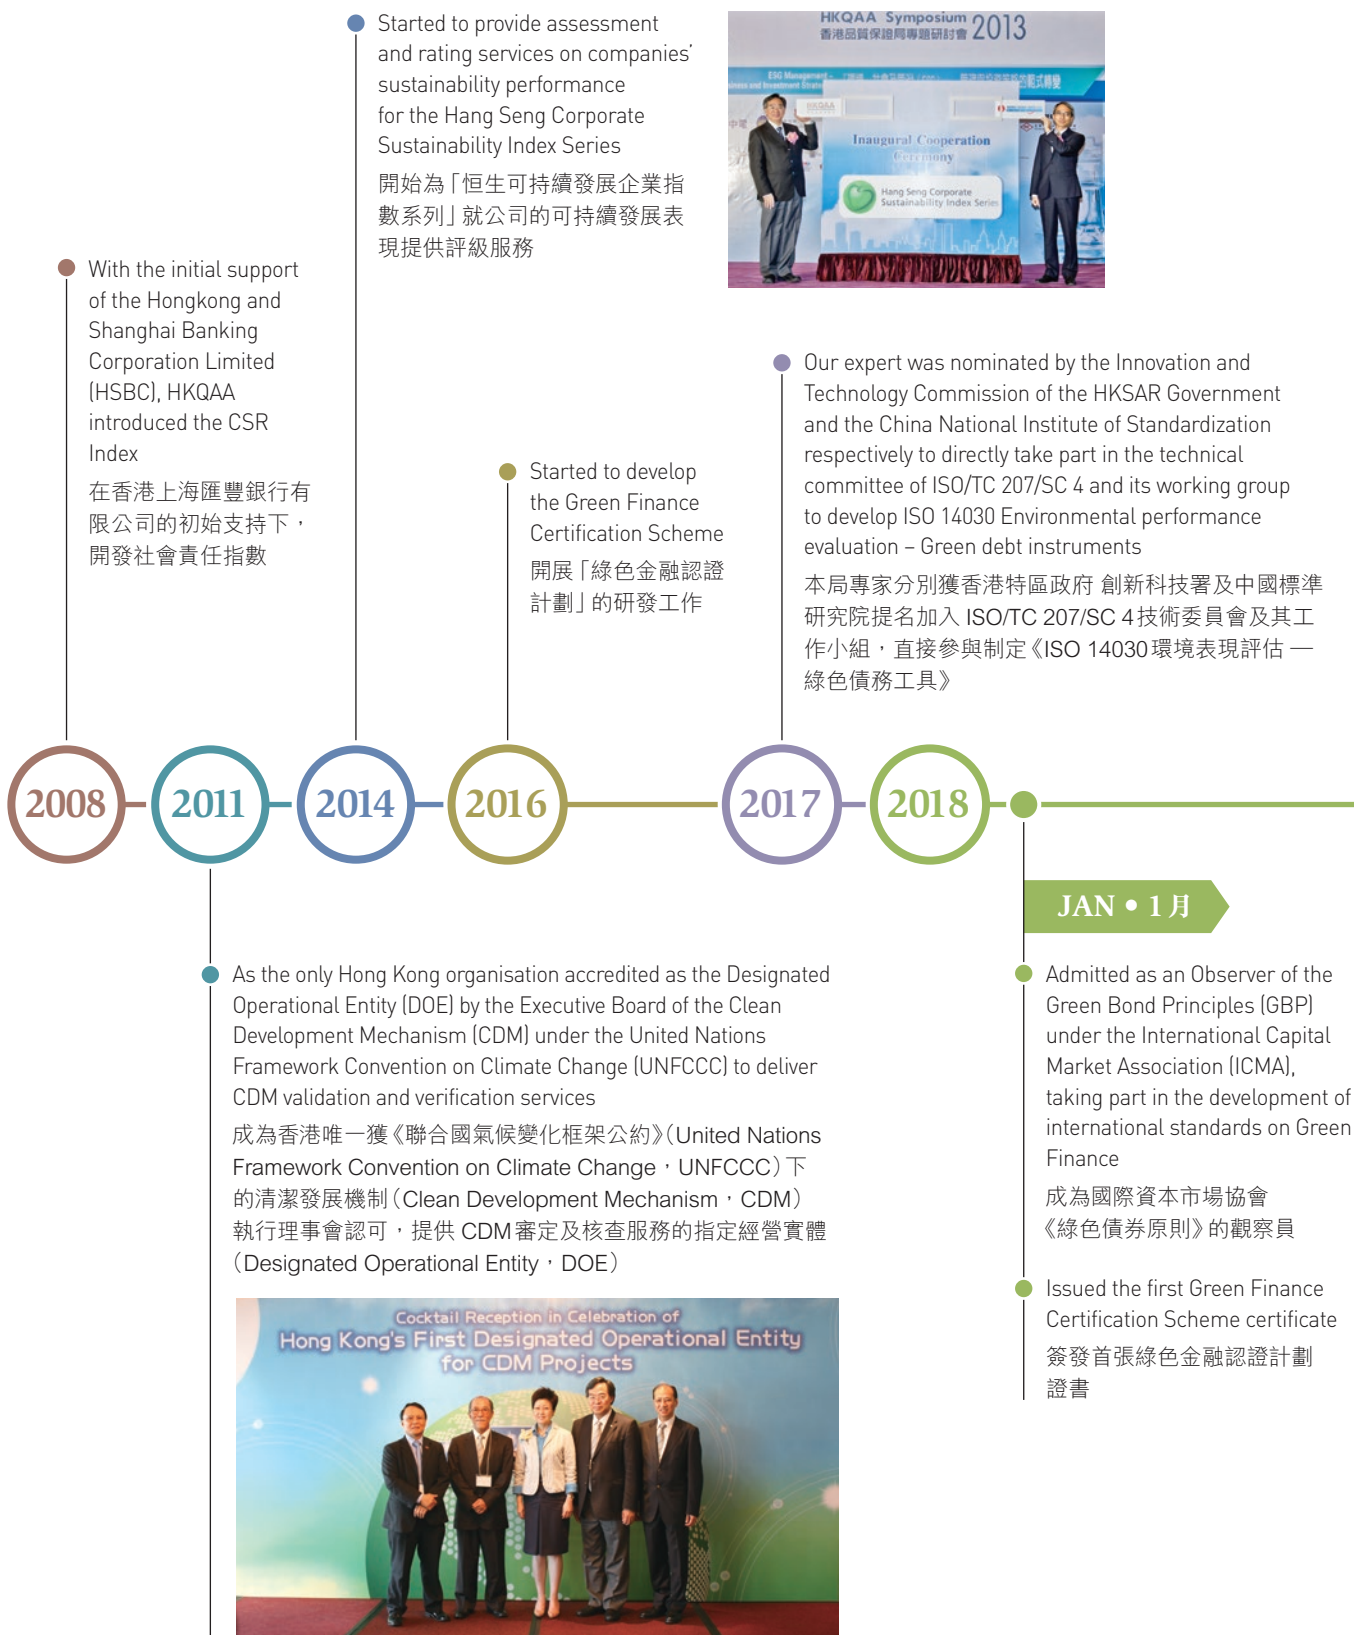 Started to provide assessment
and rating services on companies’
sustainability performance
for the Hang Seng Corporate
Sustainability Index Series
開始為「恒生可持續發展企業指
數系列」就公司的可持續發展表
現提供評級服務
HKQAA Symposium 2013
香港品質保證局專題研討會
ESG Management -
Inaugural Cooperation
Ceremony
Hang Seng Corporate
Sustainability Index Series
HKQAA
With the initial support
of the Hongkong and
Shanghai Banking
Corporation Limited
(HSBC), HKQAA
introduced the CSR
Index
在香港上海匯豐銀行有
限公司的初始支持下，
開發社會責任指數
Started to develop
the Green Finance
Certification Scheme
開展「綠色金融認證
計劃」的研發工作
Our expert was nominated by the Innovation and
Technology Commission of the HKSAR Government
and the China National Institute of Standardization
respectively to directly take part in the technical
committee of ISO/TC 207/SC 4 and its working group
to develop ISO 14030 Environmental performance
evaluation – Green debt instruments
本局專家分別獲香港特區政府 創新科技署及中國標準
研究院提名加入 ISO/TC 207/SC 4技術委員會及其工
作小組，直接參與制定《ISO 14030環境表現評估 —
綠色債務工具》
2008
2011
2014
2016
2017
2018
JAN • 1月
As the only Hong Kong organisation accredited as the Designated
Operational Entity (DOE) by the Executive Board of the Clean
Development Mechanism (CDM) under the United Nations
Framework Convention on Climate Change (UNFCCC) to deliver
CDM validation and verification services
成為香港唯一獲《聯合國氣候變化框架公約》（United Nations
Framework Convention on Climate Change，UNFCCC）下
的清潔發展機制（Clean Development Mechanism，CDM）
執行理事會認可，提供 CDM審定及核查服務的指定經營實體
（Designated Operational Entity，DOE）
Cocktail Reception in Celebration of
Hong Kong's First Designated Operational Entity
for CDM Projects
Admitted as an Observer of the
Green Bond Principles (GBP)
under the International Capital
Market Association (ICMA),
taking part in the development of
international standards on Green
Finance
成為國際資本市場協會
《綠色債券原則》的觀察員
Issued the first Green Finance
Certification Scheme certificate
簽發首張綠色金融認證計劃
證書